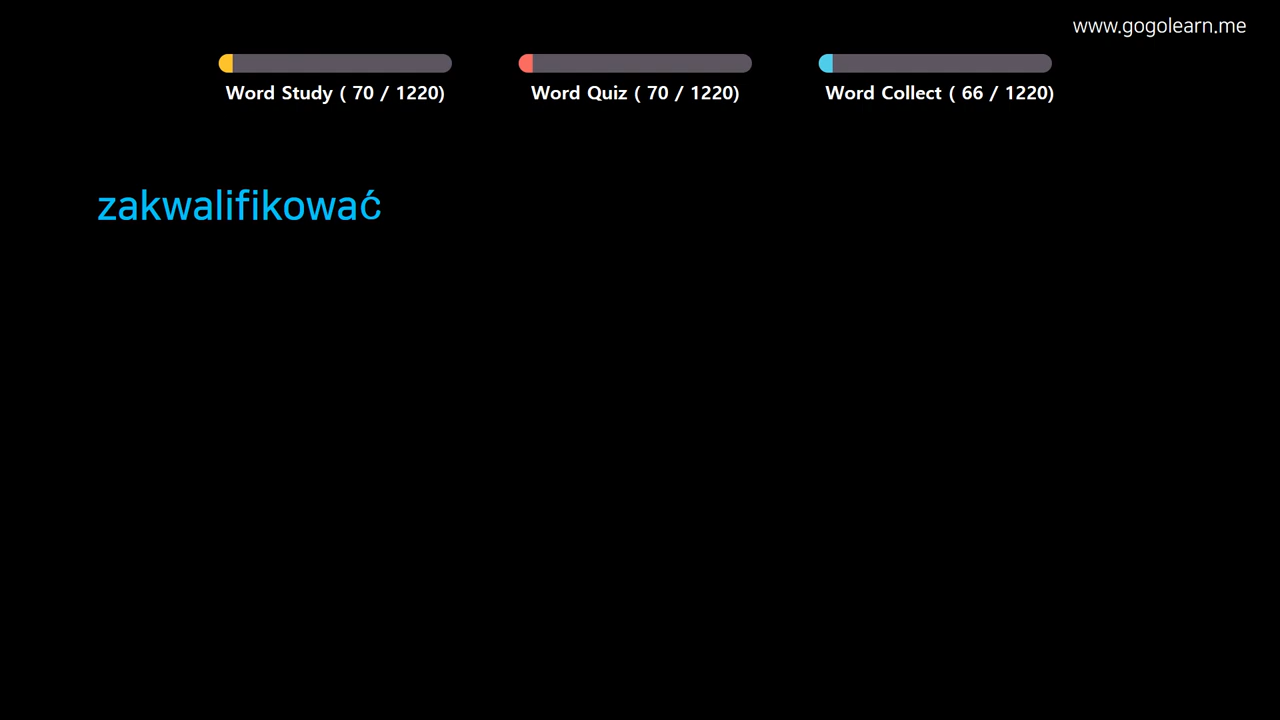 www.gogolearn.me
Word Study ( 70 / 1220)
Word Quiz ( 70 / 1220)
Word Collect ( 66 / 1220)
zakwalifikować